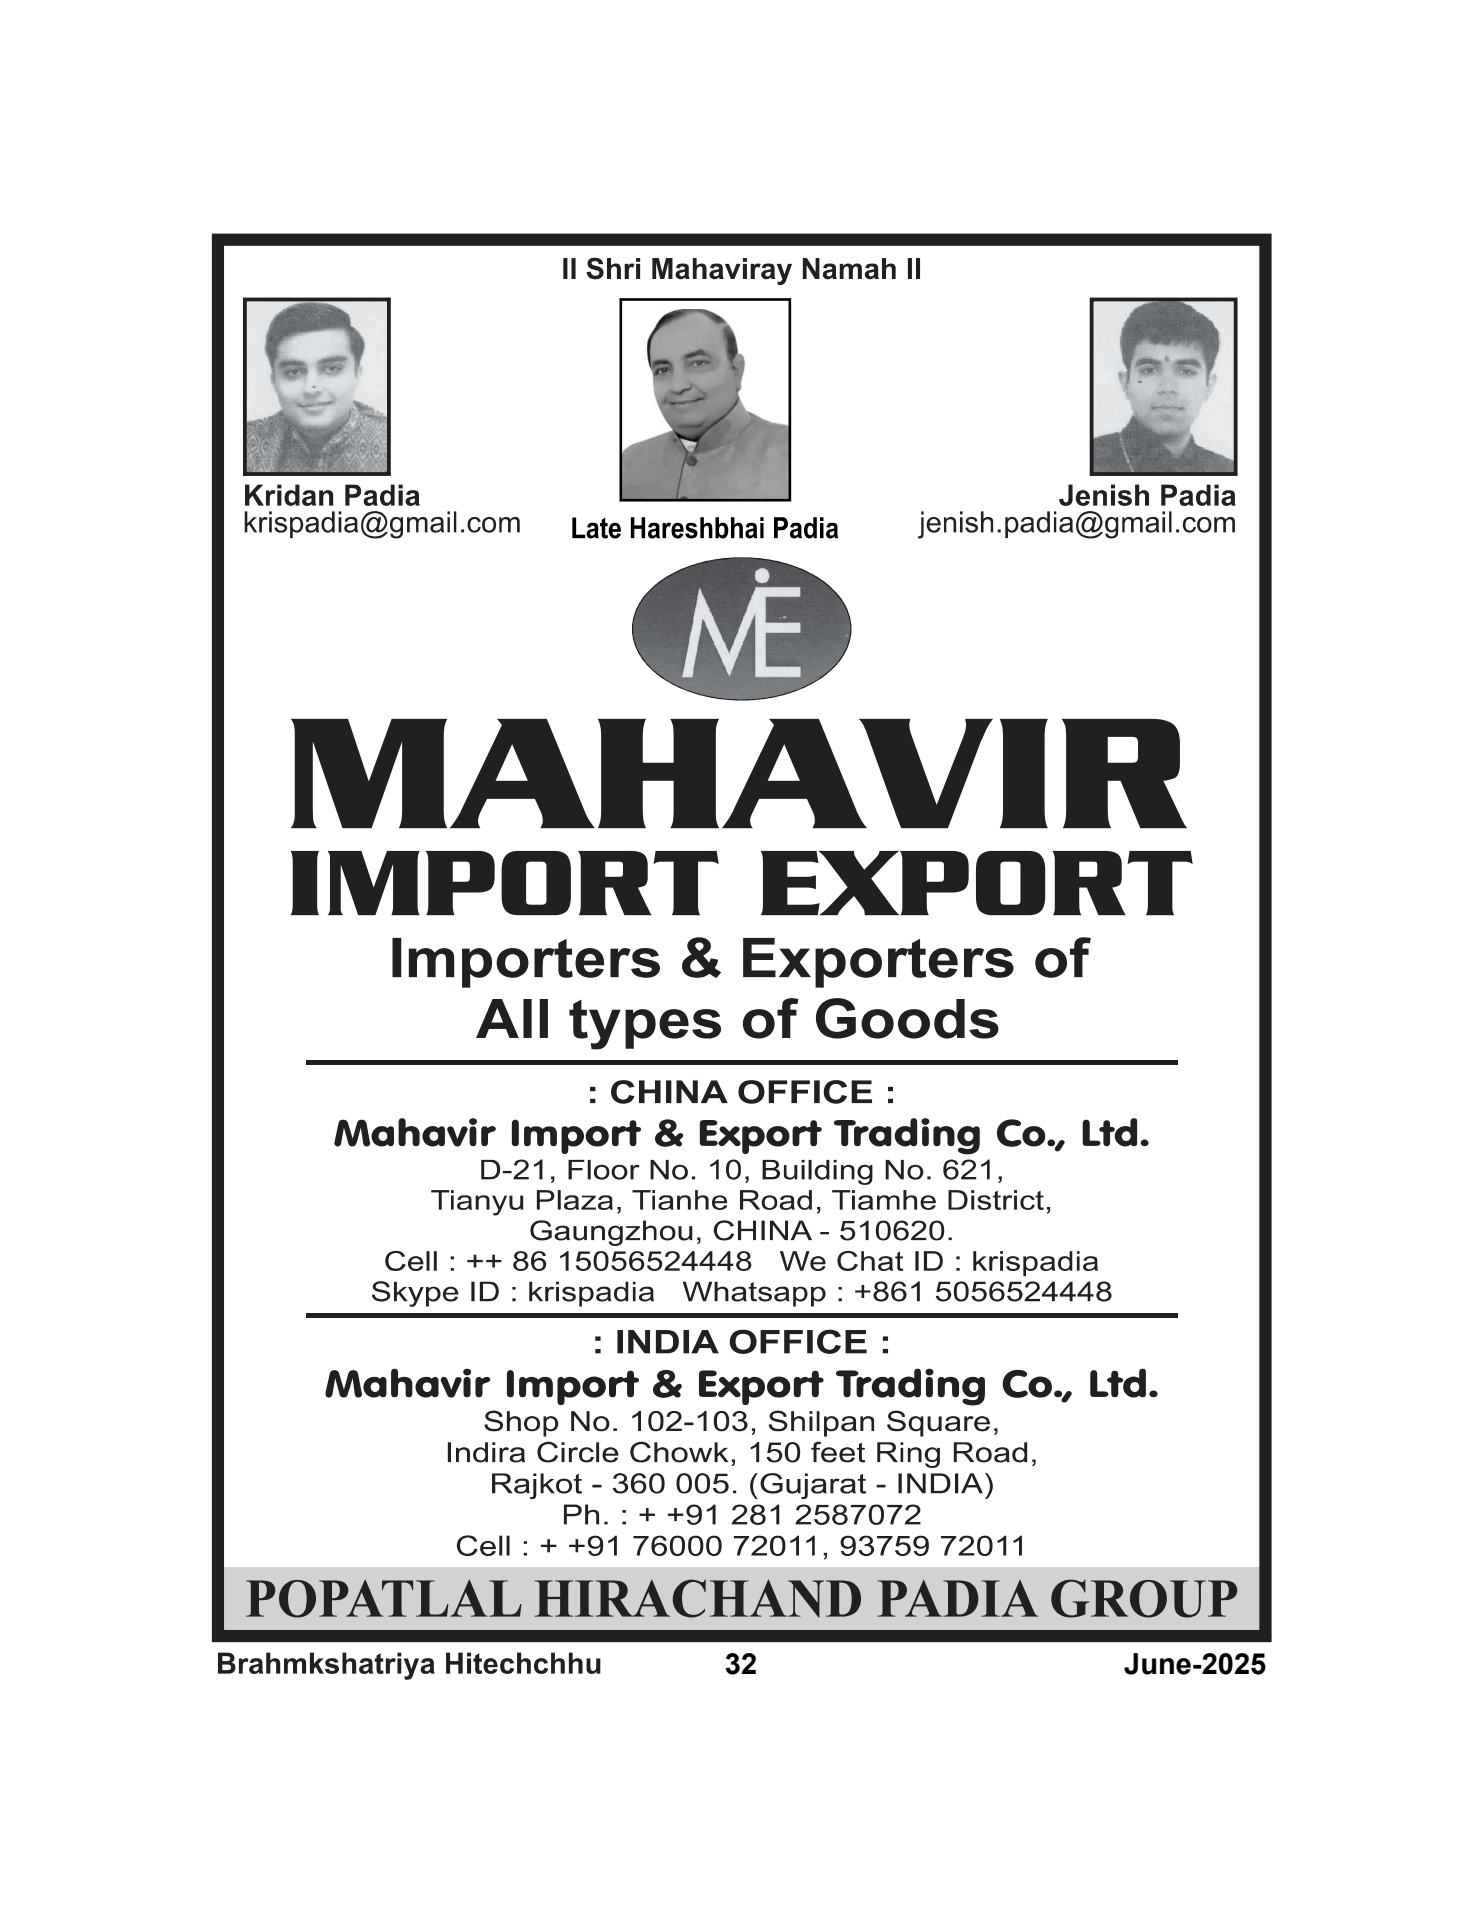 II Shri Mahaviray Namah II
Kridan Padia
krispadia@gmail.com
Late Hareshbhai Padia
Jenish Padia
jenish.padia@gmail.com
MiE
MAHAVIR
IMPORT EXPORT
Importers & Exporters of
All types of Goods
: CHINA OFFICE :
Mahavir Import & Export Trading Co., Ltd.
D-21, Floor No. 10, Building No. 621,
Tianyu Plaza, Tianhe Road, Tiamhe District,
Gaungzhou, CHINA - 510620.
Cell : ++ 86 15056524448 We Chat ID : krispadia
Skype ID : krispadia Whatsapp : +861 5056524448
: INDIA OFFICE :
Mahavir Import & Export Trading Co., Ltd.
Shop No. 102-103, Shilpan Square,
Indira Circle Chowk, 150 feet Ring Road,
Rajkot - 360 005. (Gujarat - INDIA)
Ph. : + +91 281 2587072
Cell : + +91 76000 72011, 93759 72011
POPATLAL HIRACHAND PADIA GROUP
Brahmkshatriya Hitechchhu 32 June-2025